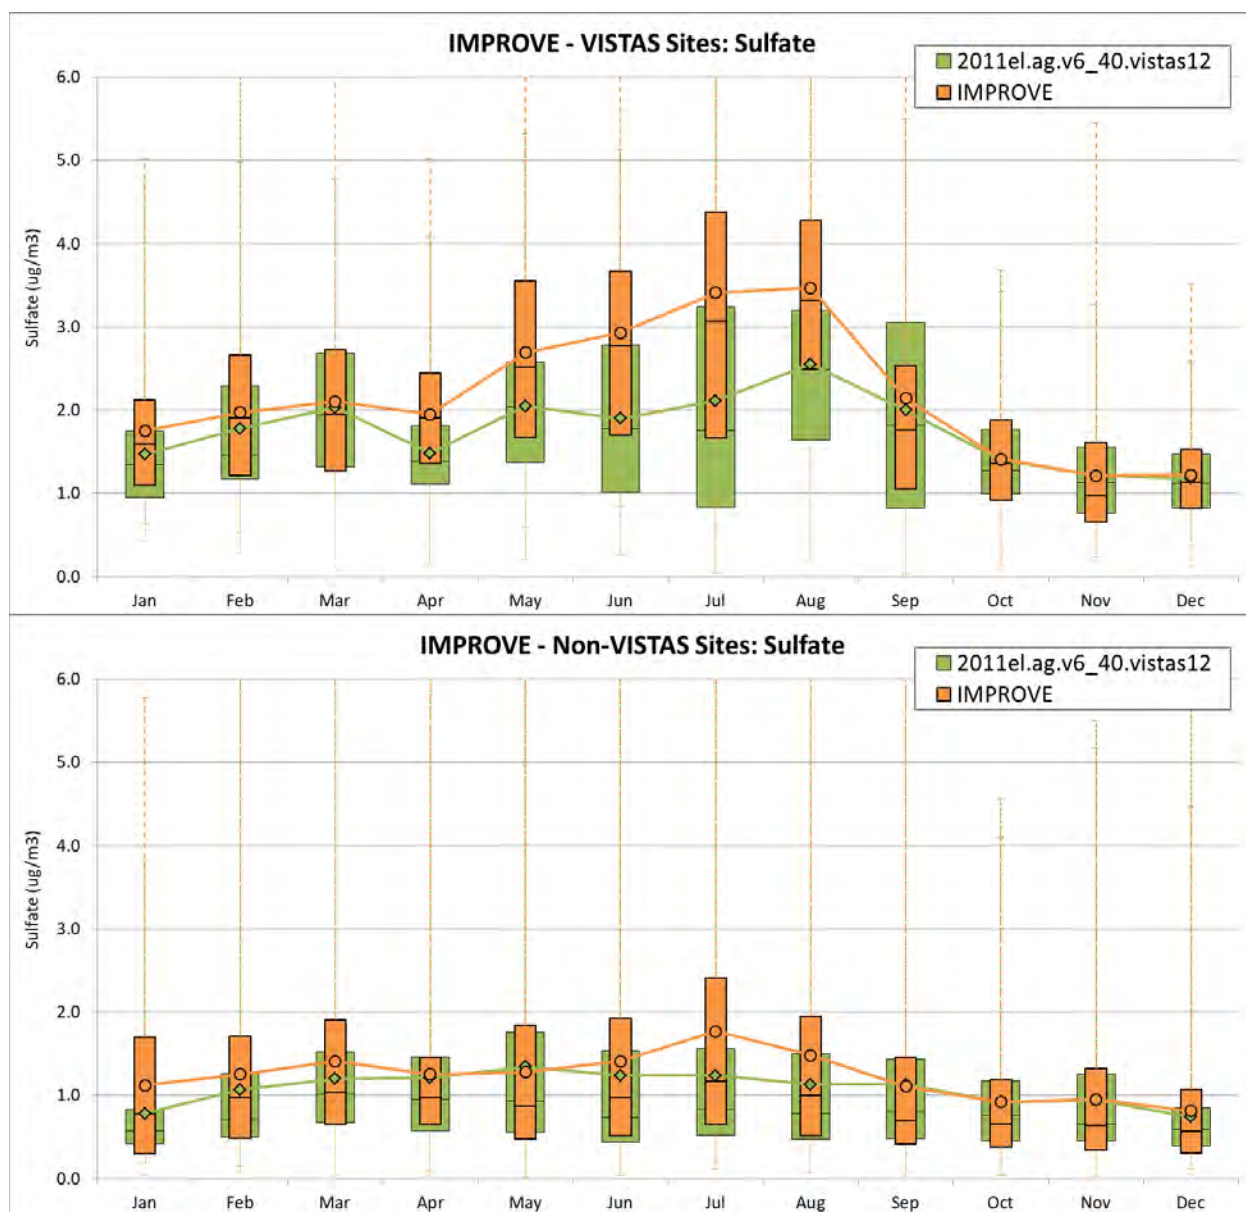 IMPROVE - VISTAS Sites: Sulfate
2011el.ag.v6_40.vistas12
IMPROVE
6.0
5.0
4.0
3.0
2.0
1.0
0.0
Sulfate (ug/m3)
Jan Feb Mar Apr May Jun Jul Aug Sep Oct Nov Dec
IMPROVE - Non-VISTAS Sites: Sulfate
2011el.ag.v6_40.vistas12
IMPROVE
6.0
5.0
4.0
3.0
2.0
1.0
0.0
Sulfate (ug/m3)
Jan Feb Mar Apr May Jun Jul Aug Sep Oct Nov Dec